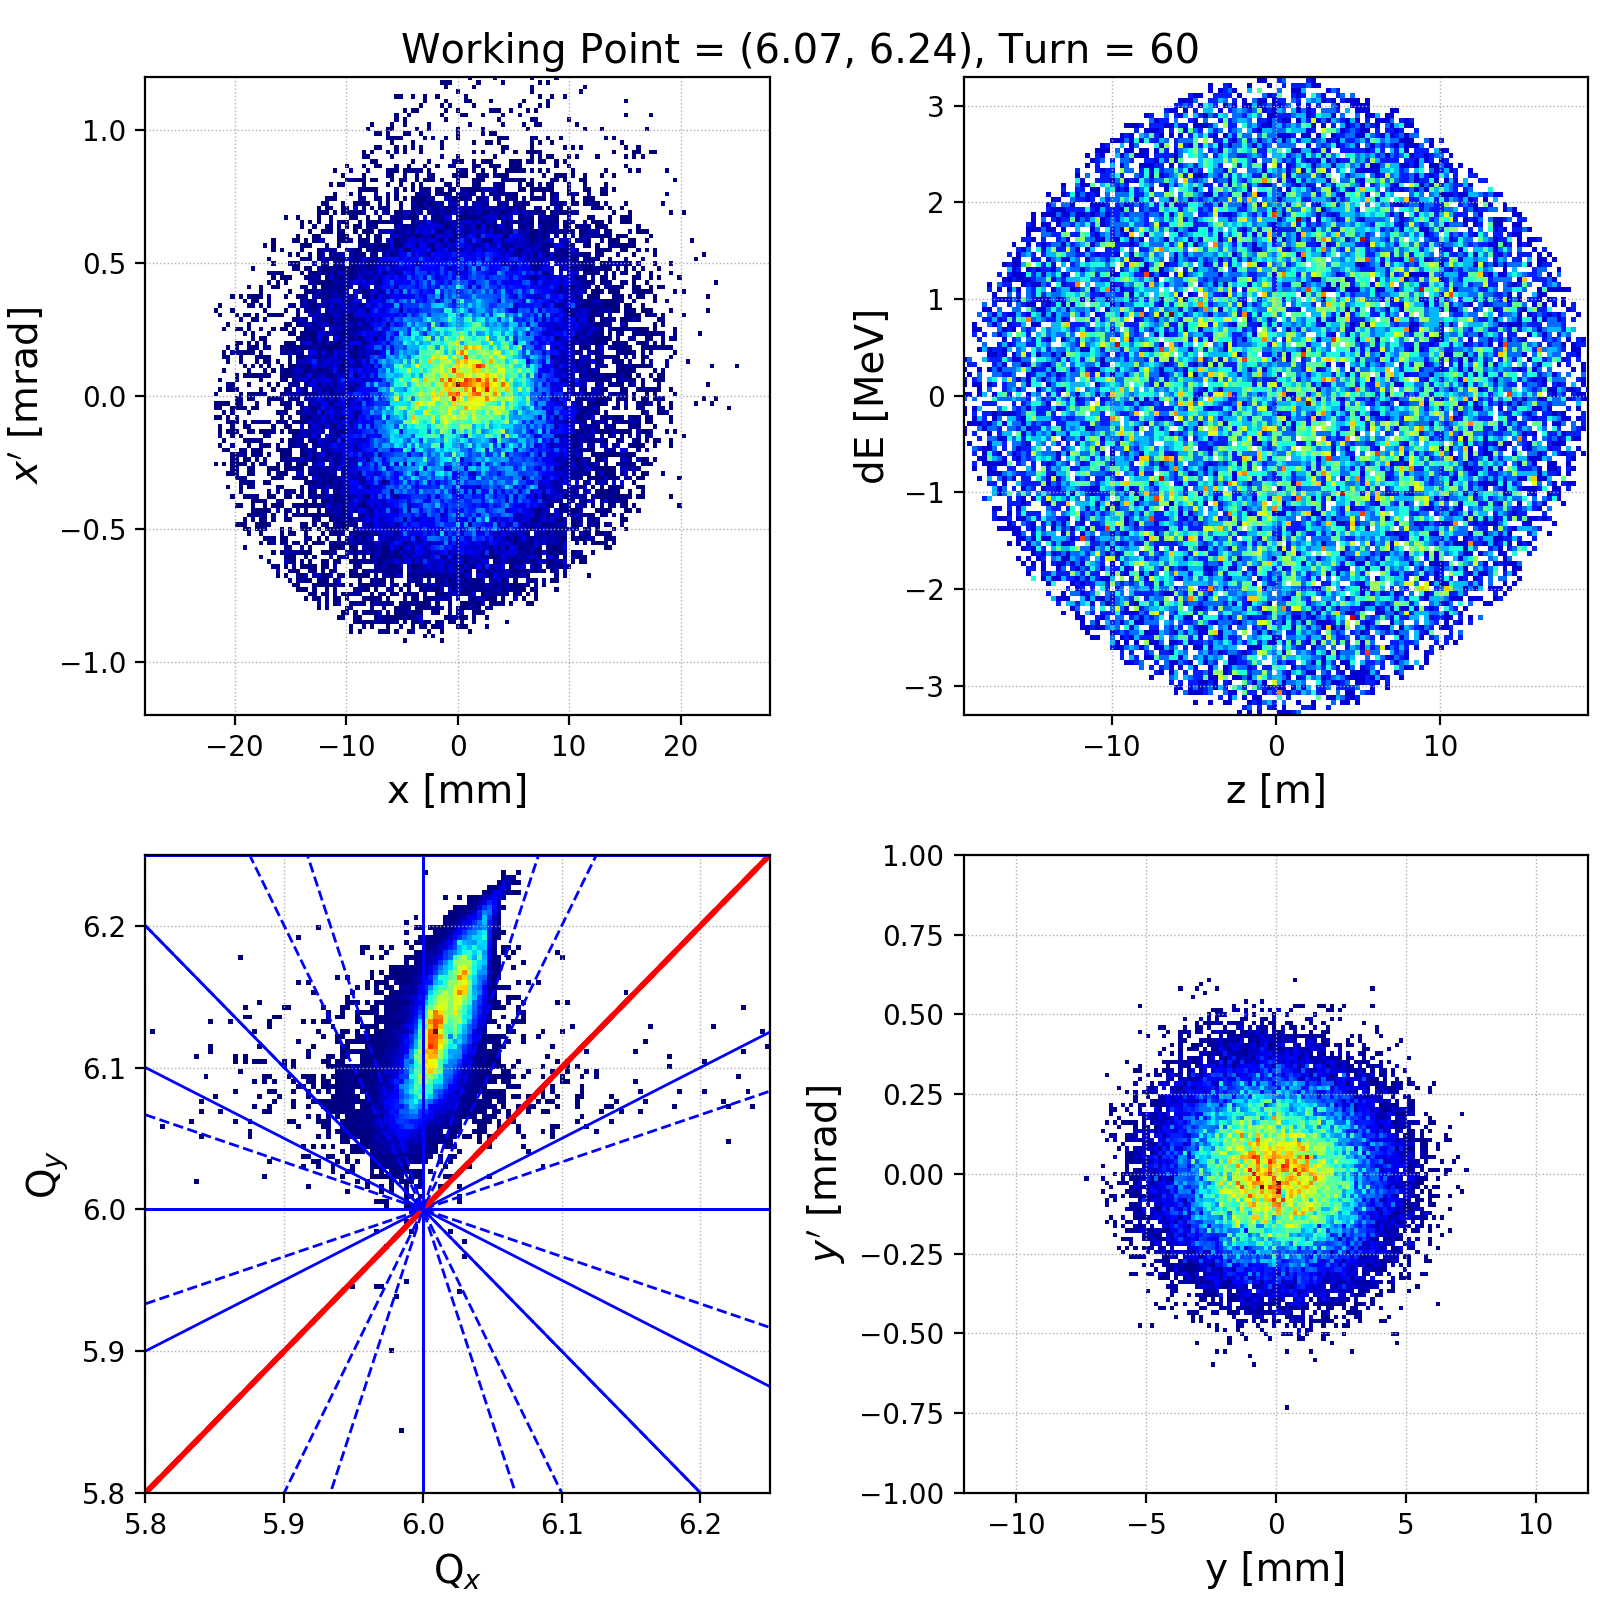 Working Point = (6.07, 6.24), Turn = 60
1.0
0.5
0.0
−0.5
−1.0
x′ [mrad]
−20 −10 0 10 20
x [mm]
3
2
1
0
−1
−2
−3
dE [MeV]
−10 0 10
z [m]
6.2
6.1
6.0
5.9
5.8
Qy
5.8 5.9 6.0 6.1 6.2
Qx
1.00
0.75
0.50
0.25
0.00
−0.25
−0.50
−0.75
−1.00
y′ [mrad]
−10 −5 0 5 10
y [mm]